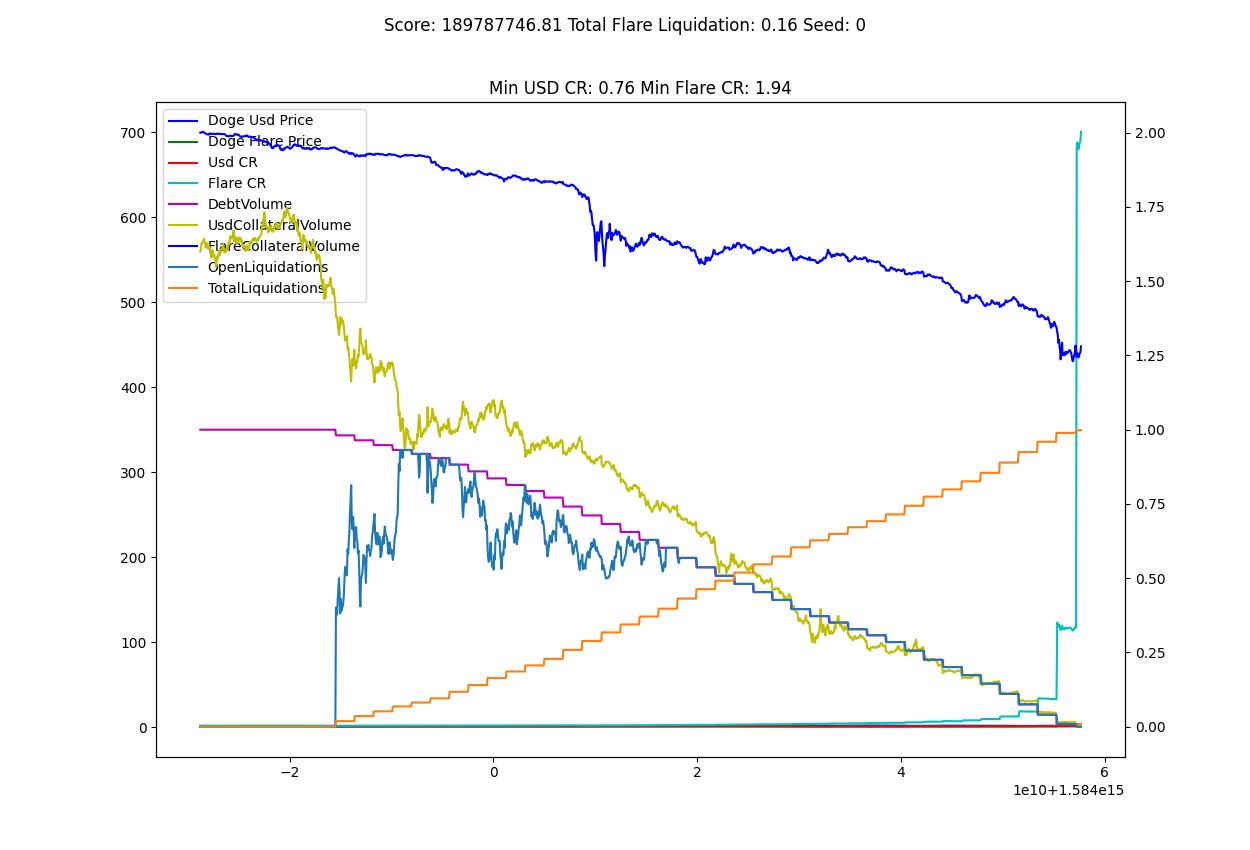 Score: 189787746.81 Total Flare Liquidation: 0.16 Seed: 0
Min USD CR: 0.76 Min Flare CR: 1.94
Doge Usd Price
Doge Flare Price
Usd CR
Flare CR
DebtVolume
UsdCollateralVolume
FlareCollateralVolume
OpenLiquidations
TotalLiquidations
700
600
500
400
300
200
100
0
2.00
1.75
1.50
1.25
1.00
0.75
0.50
0.25
0.00
−2 0 2 4 6
1e10+1.584e15